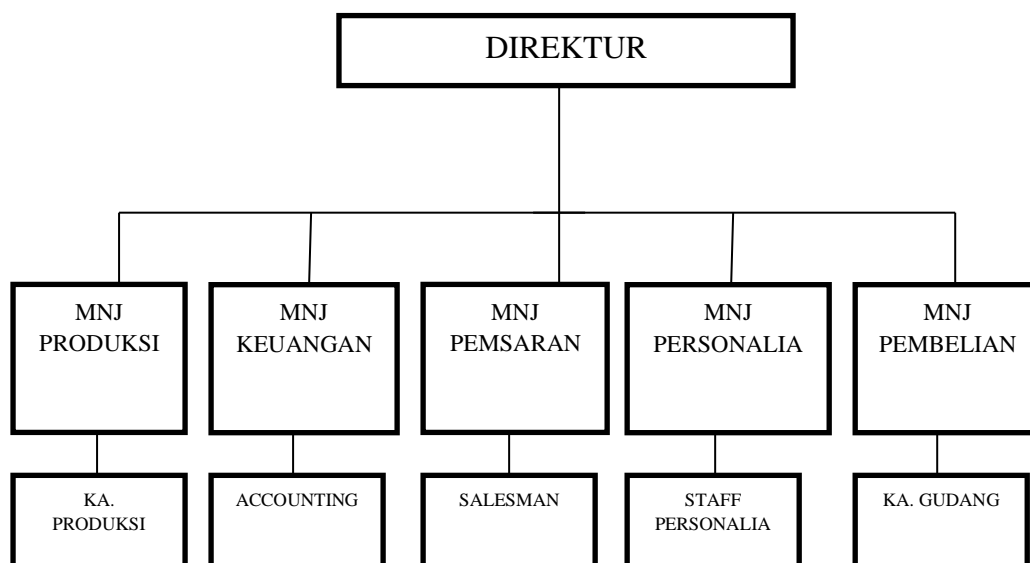 DIREKTUR
MNJ
PRODUKSI
MNJ
KEUANGAN
MNJ
PEMSARAN
MNJ
PERSONALIA
MNJ
PEMBELIAN
KA.
PRODUKSI
ACCOUNTING
SALESMAN
STAFF
PERSONALIA
KA. GUDANG